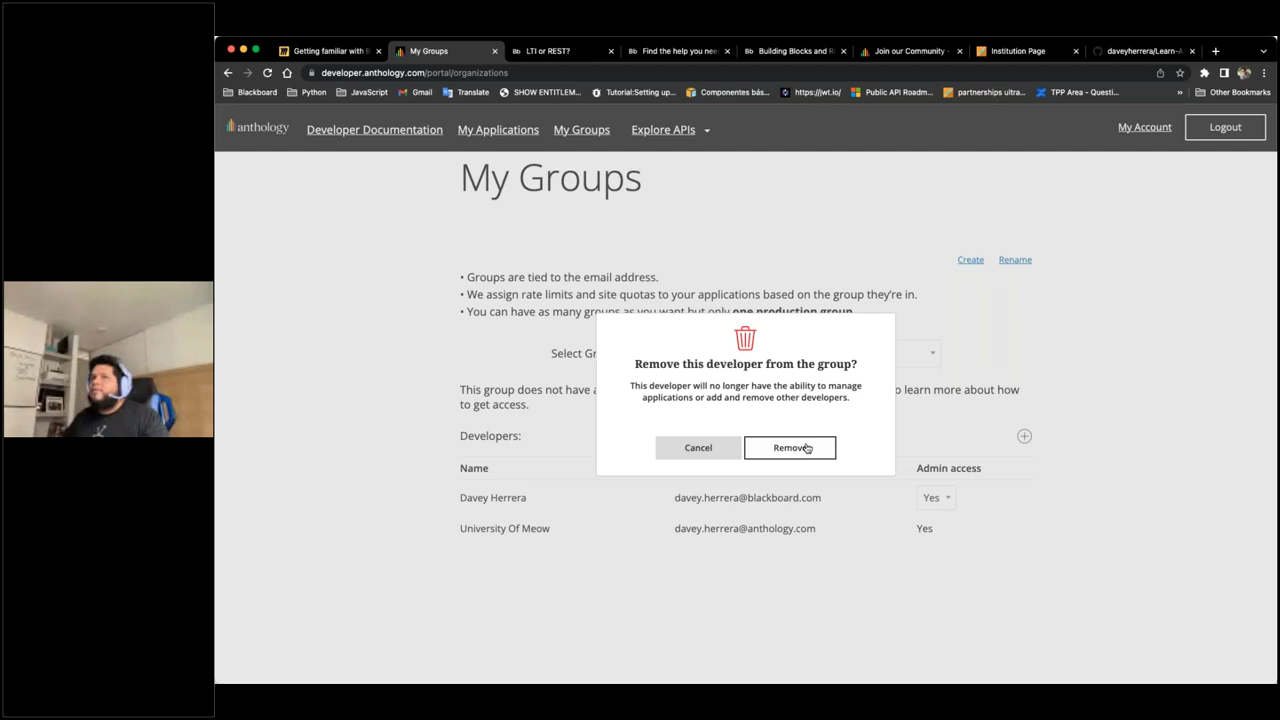 Getting familiar with B
My Groups
LTI or REST?
Find the help you nee
Building Blocks and R
Join our Community -
Institution Page
daveyherrera/Learn-A
developer.anthology.com/portal/organizations
Blackboard
Python
JavaScript
Gmail
Translate
SHOW ENTITLEM...
Tutorial:Setting up...
Componentes bás...
https://jwt.io/
Public API Roadm...
partnerships ultra...
TPP Area - Questi...
Other Bookmarks
anthology
Developer Documentation
My Applications
My Groups
Explore APIs
My Account
Logout
My Groups
Create
Rename
• Groups are tied to the email address.
• We assign rate limits and site quotas to your applications based on the group they're in.
• You can have as many groups as you want but only one production group.
Select Gr
This group does not have a
o learn more about how
to get access.
Remove this developer from the group?
This developer will no longer have the ability to manage
applications or add and remove other developers.
Cancel
Remove
Developers:
Name
Admin access
Davey Herrera
davey.herrera@blackboard.com
Yes
University Of Meow
davey.herrera@anthology.com
Yes